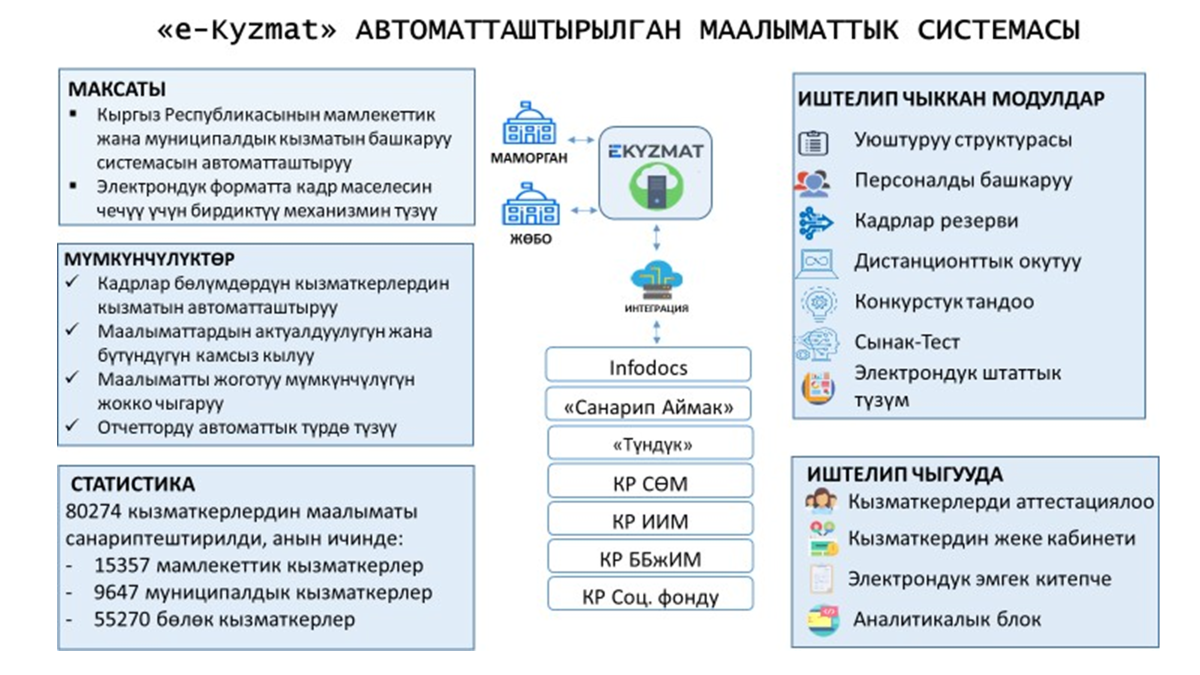 «e-Kyzmat» АВТОМАТТАШТЫРЫЛГАН МААЛЫМАТТЫК СИСТЕМАСЫ
МАКСАТЫ
▪ Кыргыз Республикасынын мамлекеттик
жана муниципалдык кызматын башкаруу
системасын автоматташтыруу
▪ Электрондук форматта кадр маселесин
чечүү үчүн бирдиктүү механизмин түзүү
МҮМКҮНЧҮЛҮКТӨР
✓ Кадрлар бөлүмдөрдүн кызматкерлердин
кызматын автоматташтыруу
✓ Маалыматтардын актуалдуулугун жана
бүтүндүгүн камсыз кылуу
✓ Маалыматты жоготуу мүмкүнчүлүгүн
жокко чыгаруу
✓ Отчетторду автоматтык түрдө түзүү
СТАТИСТИКА
80274 кызматкерлердин маалыматы
санариптештирилди, анын ичинде:
- 15357 мамлекеттик кызматкерлер
- 9647 муниципалдык кызматкерлер
- 55270 бөлөк кызматкерлер
МАМОРГАН
ЖӨБО
EKYZMAT
ИНТЕГРАЦИЯ
Infodocs
«Санарип Аймак»
«Түндүк»
КР СӨМ
КР ИИМ
КР ББжИМ
КР Соц. фонду
ИШТЕЛИП ЧЫККАН МОДУЛДАР
Уюштуруу структурасы
Персоналды башкаруу
Кадрлар резерви
Дистанционттык окутуу
Конкурстук тандоо
Сынак-Тест
Электрондук штаттык
түзүм
ИШТЕЛИП ЧЫГУУДА
Кызматкерлерди аттестациялоо
Кызматкердин жеке кабинети
Электрондук эмгек китепче
Аналитикалык блок